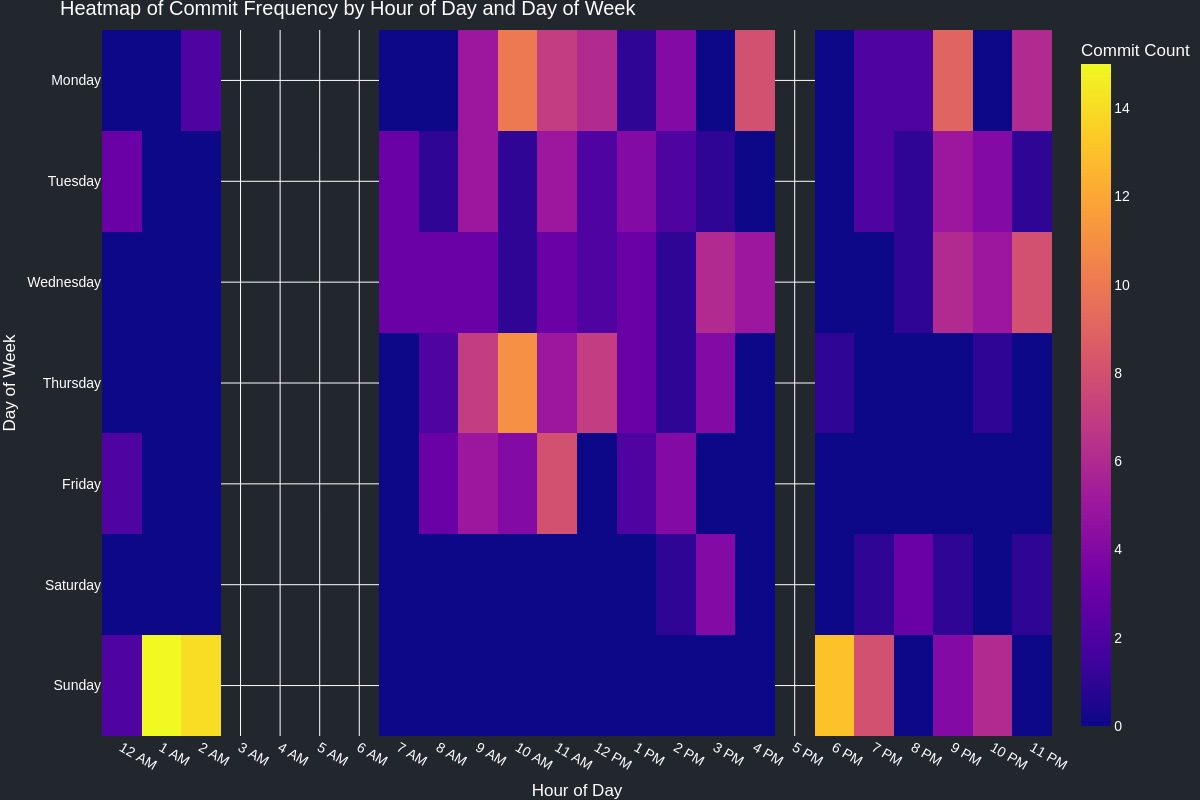 Heatmap of Commit Frequency by Hour of Day and Day of Week
Commit Count
14
12
10
8
6
4
2
0
Day of Week
Monday
Tuesday
Wednesday
Thursday
Friday
Saturday
Sunday
12 AM
1 AM
2 AM
3 AM
4 AM
5 AM
6 AM
7 AM
8 AM
9 AM
10 AM
11 AM
12 PM
1 PM
2 PM
3 PM
4 PM
5 PM
6 PM
7 PM
8 PM
9 PM
10 PM
11 PM
Hour of Day